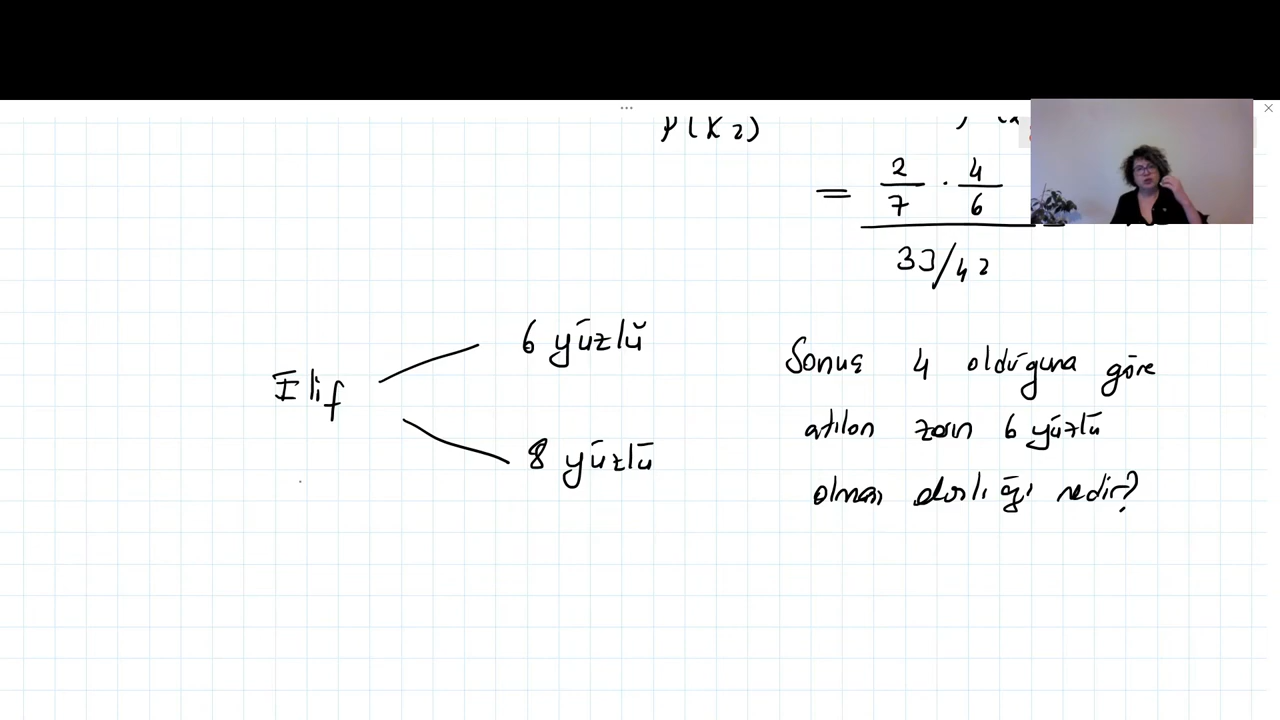 P(K2)
= 2/7 · 4/6
33/42
Elif
6 yüzlü
8 yüzlü
Sonuç 4 olduğuna göre
atılan zarın 6 yüzlü
olması olasılığı nedir?